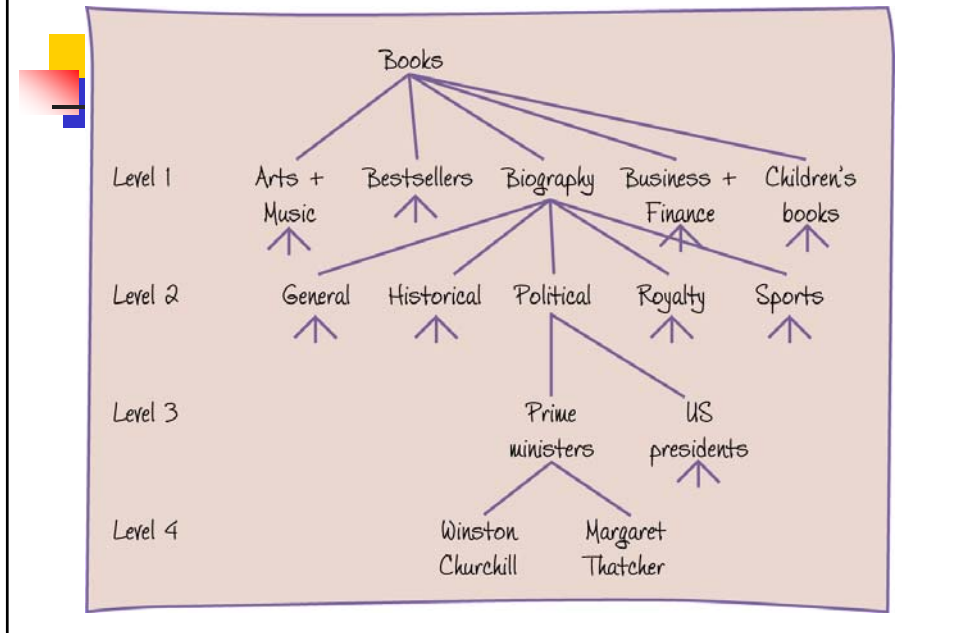 Books
Level 1 Arts + Bestsellers Biography Business + Children's
Music Finance books
Level 2 General Historical Political Royalty Sports
Level 3 Prime US
ministers presidents
Level 4 Winston Margaret
Churchill Thatcher